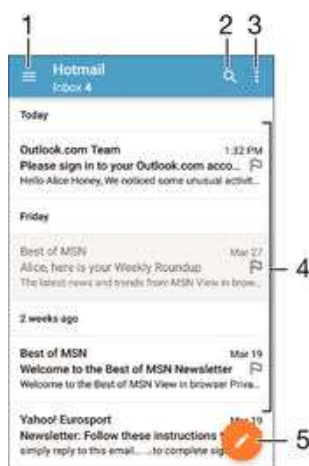 1 2 3
Hotmail
Inbox 4
Today
Outlook.com Team 1:32 PM
Please sign in to your Outlook.com acco...
Hello Alice Honey, We noticed some unusual activit...
Friday
Best of MSN Mar 27
Alice, here is your Weekly Roundup
The latest news and trends from MSN View in brow...
4
2 weeks ago
Best of MSN Mar 19
Welcome to the Best of MSN Newsletter
Welcome to the Best of MSN View in browser Priva...
Yahoo! Eurosport Mar 19
Newsletter: Follow these instructions
5
simply reply to this email... ...to complete